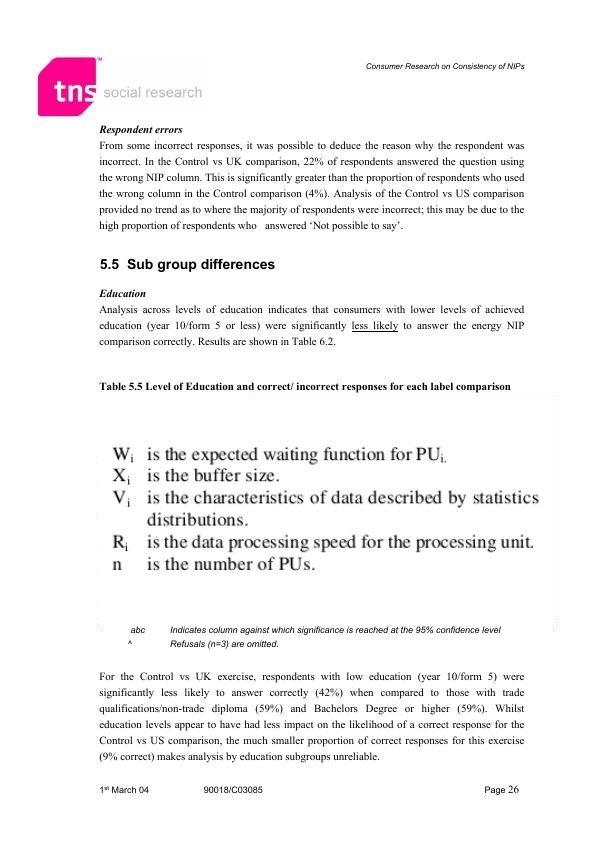 Consumer Research on Consistency of NIPs
tns social research
TM
Respondent errors
From some incorrect responses, it was possible to deduce the reason why the respondent was
incorrect. In the Control vs UK comparison, 22% of respondents answered the question using
the wrong NIP column. This is significantly greater than the proportion of respondents who used
the wrong column in the Control comparison (4%). Analysis of the Control vs US comparison
provided no trend as to where the majority of respondents were incorrect; this may be due to the
high proportion of respondents who answered ‘Not possible to say’.
5.5 Sub group differences
Education
Analysis across levels of education indicates that consumers with lower levels of achieved
education (year 10/form 5 or less) were significantly less likely to answer the energy NIP
comparison correctly. Results are shown in Table 6.2.
Table 5.5 Level of Education and correct/ incorrect responses for each label comparison
Wi is the expected waiting function for PUi.
Xi is the buffer size.
Vi is the characteristics of data described by statistics
distributions.
Ri is the data processing speed for the processing unit.
n is the number of PUs.
abc Indicates column against which significance is reached at the 95% confidence level
^ Refusals (n=3) are omitted.
For the Control vs UK exercise, respondents with low education (year 10/form 5) were
significantly less likely to answer correctly (42%) when compared to those with trade
qualifications/non-trade diploma (59%) and Bachelors Degree or higher (59%). Whilst
education levels appear to have had less impact on the likelihood of a correct response for the
Control vs US comparison, the much smaller proportion of correct responses for this exercise
(9% correct) makes analysis by education subgroups unreliable.
1st March 04 90018/C03085 Page 26